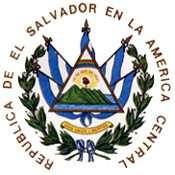 REPUBLICA DE EL SALVADOR EN LA AMERICA CENTRAL